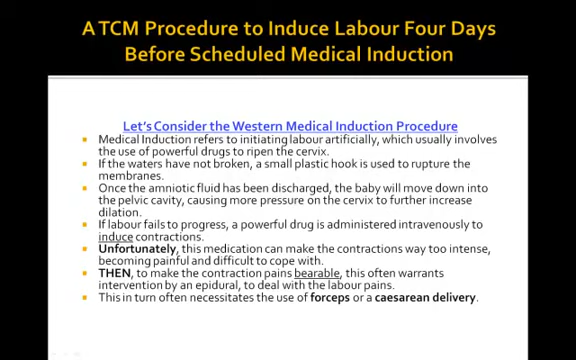 A TCM Procedure to Induce Labour Four Days
Before Scheduled Medical Induction
Let's Consider the Western Medical Induction Procedure
Medical Induction refers to initiating labour artificially, which usually involves
the use of powerful drugs to ripen the cervix.
If the waters have not broken, a small plastic hook is used to rupture the
membranes.
Once the amniotic fluid has been discharged, the baby will move down into
the pelvic cavity, causing more pressure on the cervix to further increase
dilation.
If labour fails to progress, a powerful drug is administered intravenously to
induce contractions.
Unfortunately, this medication can make the contractions way too intense,
becoming painful and difficult to cope with.
THEN, to make the contraction pains bearable, this often warrants
intervention by an epidural, to deal with the labour pains.
This in turn often necessitates the use of forceps or a caesarean delivery.